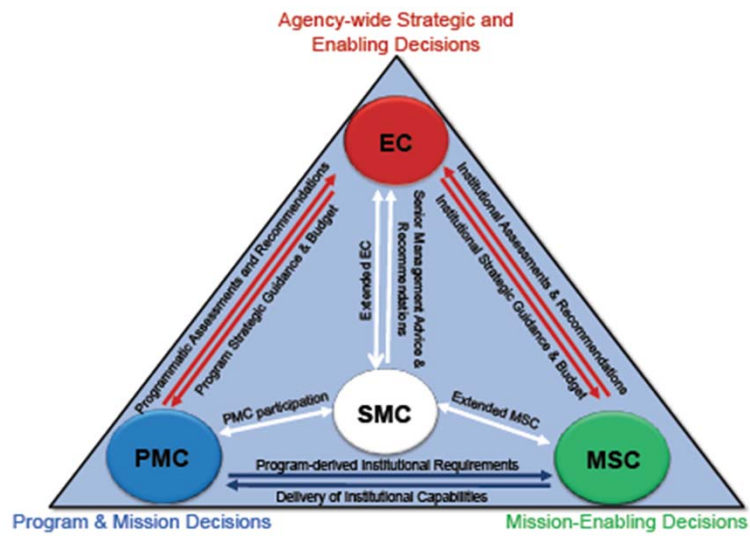 Agency-wide Strategic and
Enabling Decisions
EC
Programmatic Assessments and Recommendations
Program Strategic Guidance & Budget
Extended EC
Senior Management Advice &
Recommendations
Institutional Assessments & Recommendations
Institutional Strategic Guidance & Budget
PMC participation
SMC
Extended MSC
PMC
Program-derived Institutional Requirements
Delivery of Institutional Capabilities
MSC
Program & Mission Decisions
Mission-Enabling Decisions